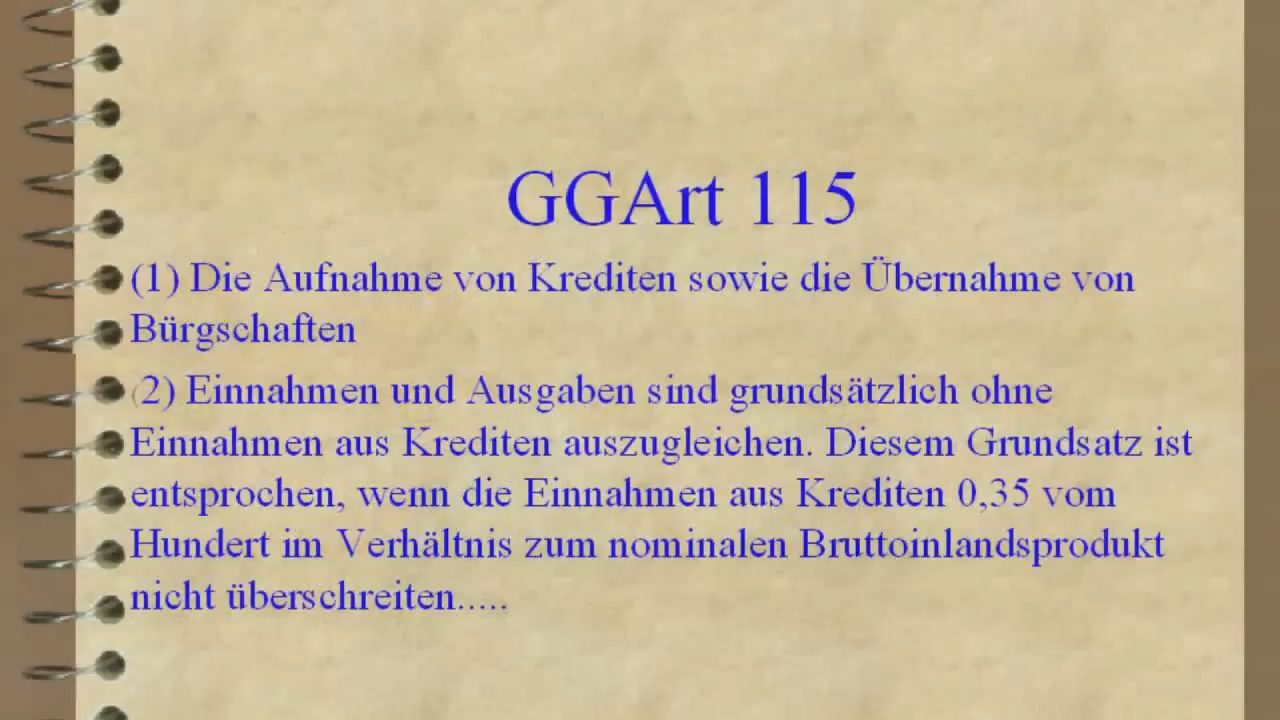 GGArt 115
(1) Die Aufnahme von Krediten sowie die Übernahme von
Bürgschaften
(2) Einnahmen und Ausgaben sind grundsätzlich ohne
Einnahmen aus Krediten auszugleichen. Diesem Grundsatz ist
entsprochen, wenn die Einnahmen aus Krediten 0,35 vom
Hundert im Verhältnis zum nominalen Bruttoinlandsprodukt
nicht überschreiten.....